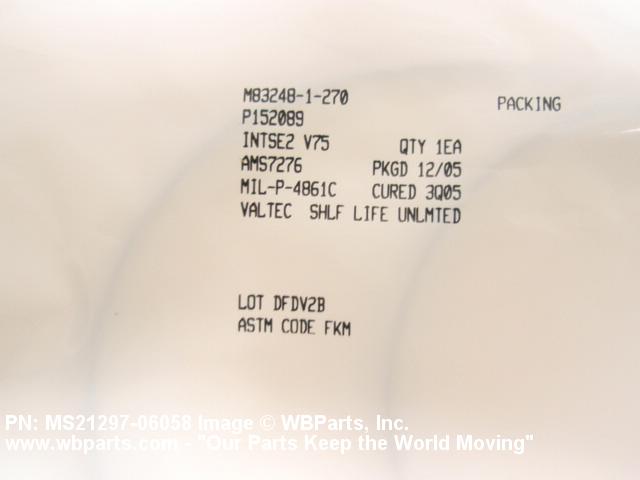 M83248-1-270 PACKING
P152089
INTSE2 V75 QTY 1EA
AMS7276 PKGD 12/05
MIL-P-4861C CURED 3Q05
VALTEC SHLF LIFE UNLMTED
LOT DFDV2B
ASTM CODE FKM
PN: MS21297-06058 Image © WBParts, Inc.
www.wbparts.com - "Our Parts Keep the World Moving"